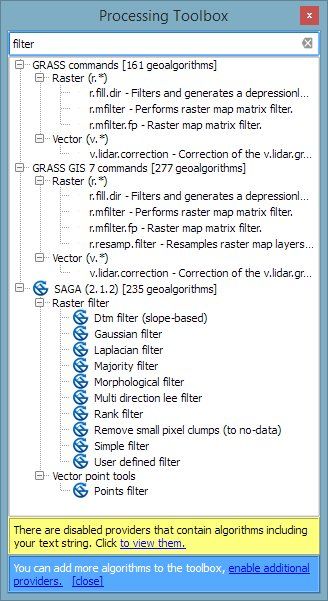 Processing Toolbox
x
filter
GRASS commands [161 geoalgorithms]
Raster (r.*)
r.fill.dir - Filters and generates a depressionl...
r.mfilter - Performs raster map matrix filter.
r.mfilter.fp - Raster map matrix filter.
Vector (v.*)
v.lidar.correction - Correction of the v.lidar.gr...
GRASS GIS 7 commands [277 geoalgorithms]
Raster (r.*)
r.fill.dir - Filters and generates a depressionl...
r.mfilter - Performs raster map matrix filter.
r.mfilter.fp - Raster map matrix filter.
r.resamp.filter - Resamples raster map layers...
Vector (v.*)
v.lidar.correction - Correction of the v.lidar.gr...
SAGA (2.1.2) [235 geoalgorithms]
Raster filter
Dtm filter (slope-based)
Gaussian filter
Laplacian filter
Majority filter
Morphological filter
Multi direction lee filter
Rank filter
Remove small pixel clumps (to no-data)
Simple filter
User defined filter
Vector point tools
Points filter
There are disabled providers that contain algorithms including
your text string. Click to view them.
You can add more algorithms to the toolbox, enable additional
providers. [close]